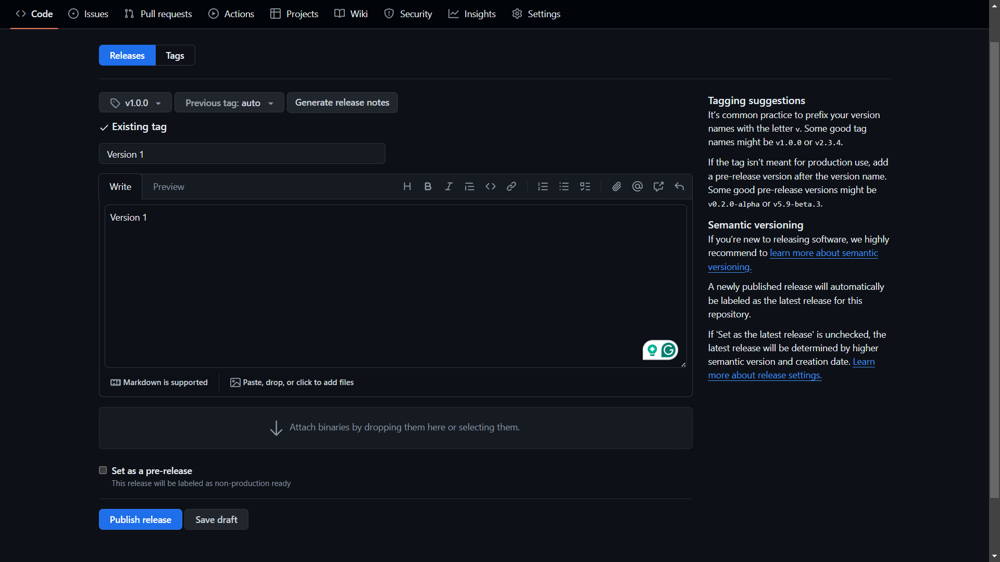 Code Issues Pull requests Actions Projects Wiki Security Insights Settings
Releases Tags
v1.0.0 Previous tag: auto Generate release notes
Existing tag
Version 1
Write Preview
Version 1
Markdown is supported Paste, drop, or click to add files
Attach binaries by dropping them here or selecting them.
Set as a pre-release
This release will be labeled as non-production ready
Publish release Save draft
Tagging suggestions
It’s common practice to prefix your version
names with the letter v. Some good tag
names might be v1.0.0 or v2.3.4.
If the tag isn’t meant for production use, add
a pre-release version after the version name.
Some good pre-release versions might be
v0.2.0-alpha or v5.9-beta.3.
Semantic versioning
If you’re new to releasing software, we highly
recommend to learn more about semantic
versioning.
A newly published release will automatically
be labeled as the latest release for this
repository.
If 'Set as the latest release' is unchecked, the
latest release will be determined by higher
semantic version and creation date. Learn
more about release settings.